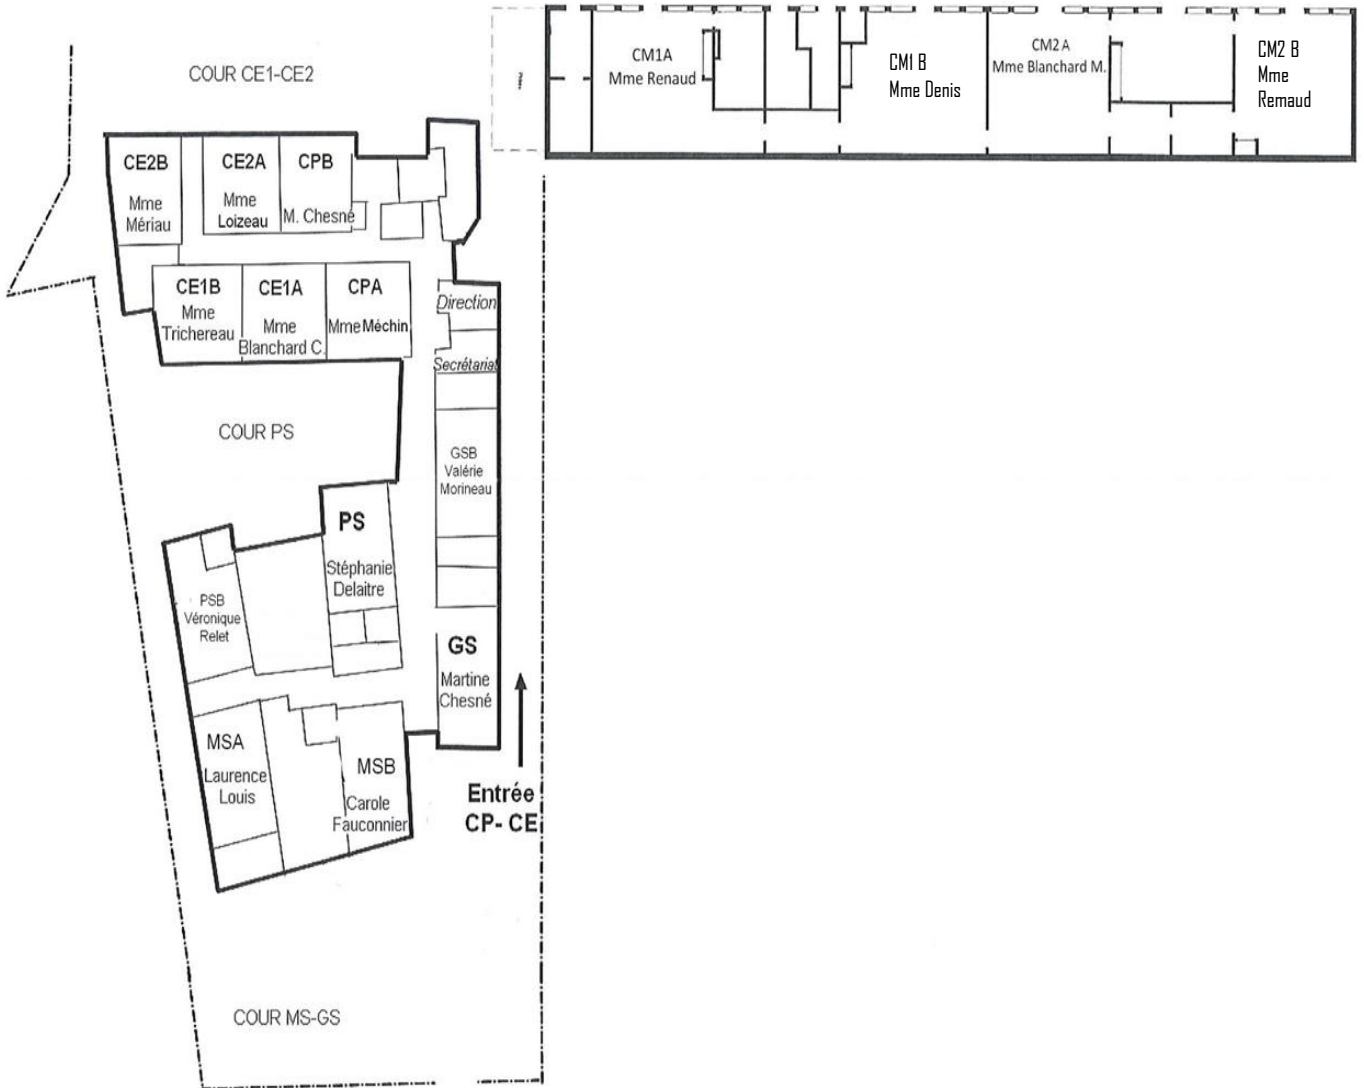 COUR CE1-CE2
CM1A
Mme Renaud
CM1 B
Mme Denis
CM2 A
Mme Blanchard M.
CM2 B
Mme
Remaud
CE2B
Mme
Mériau
CE2A
Mme
Loizeau
CPB
M. Chesné
CE1B
Mme
Trichereau
CE1A
Mme
Blanchard C.
CPA
Mme Méchin
Direction
Secrétariat
COUR PS
GSB
Valérie
Morineau
PS
Stéphanie
Delaitre
PSB
Véronique
Relet
GS
Martine
Chesné
MSA
Laurence
Louis
MSB
Carole
Fauconnier
Entrée
CP- CE
COUR MS-GS